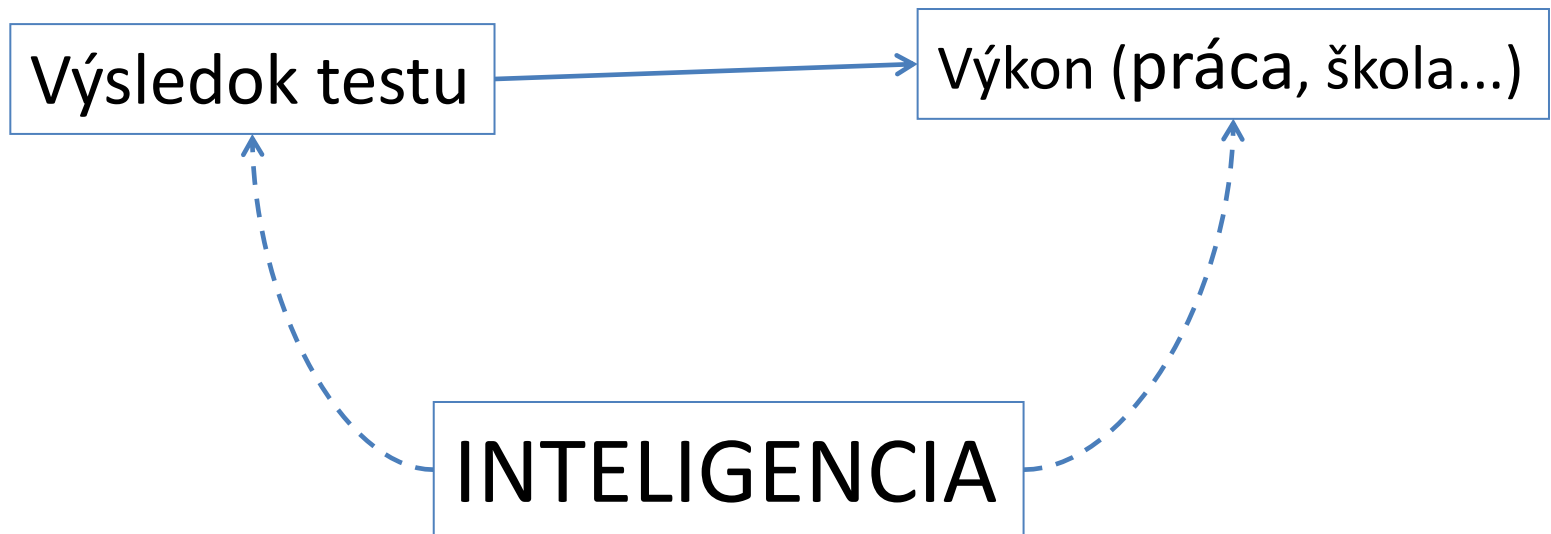 Výsledok testu
Výkon (práca, škola...)
INTELIGENCIA